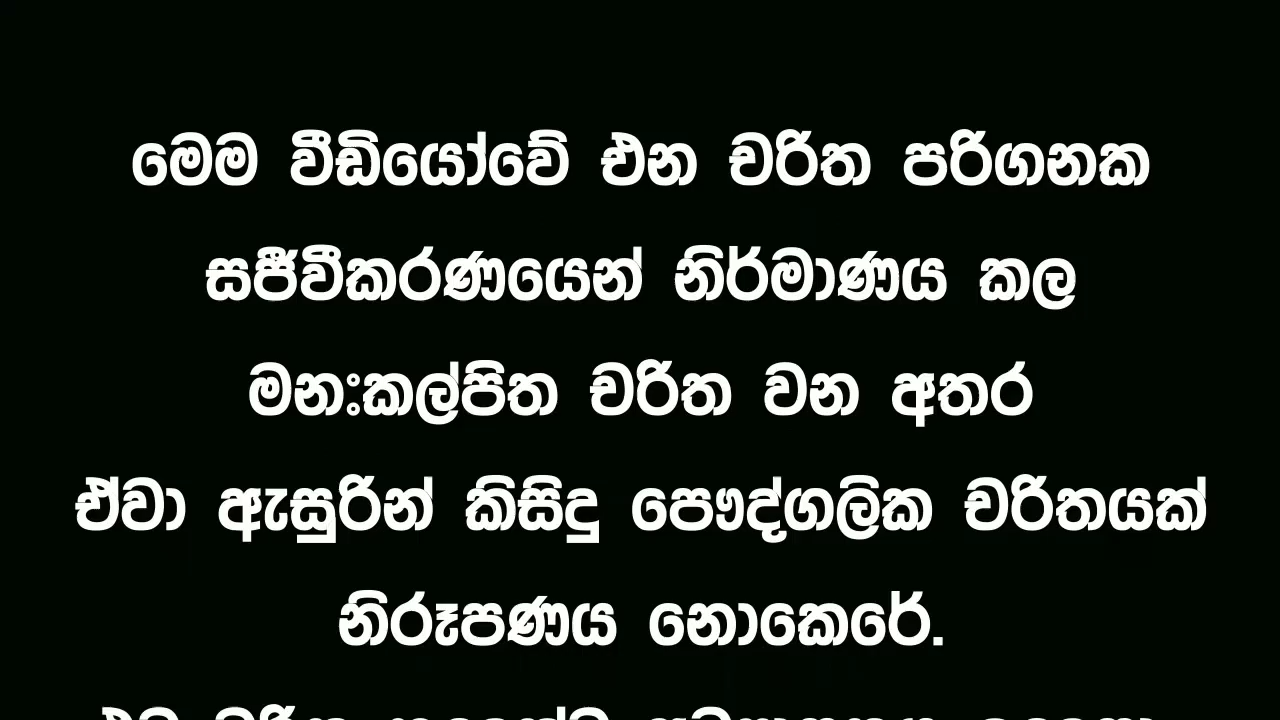 මෙම වීඩියෝවේ එන චරිත පරිගනක
සජීවීකරණයෙන් නිර්මාණය කල
මනඃකල්පිත චරිත වන අතර
ඒවා ඇසුරින් කිසිදු පෞද්ගලික චරිතයක්
නිරූපණය නොකෙරේ.